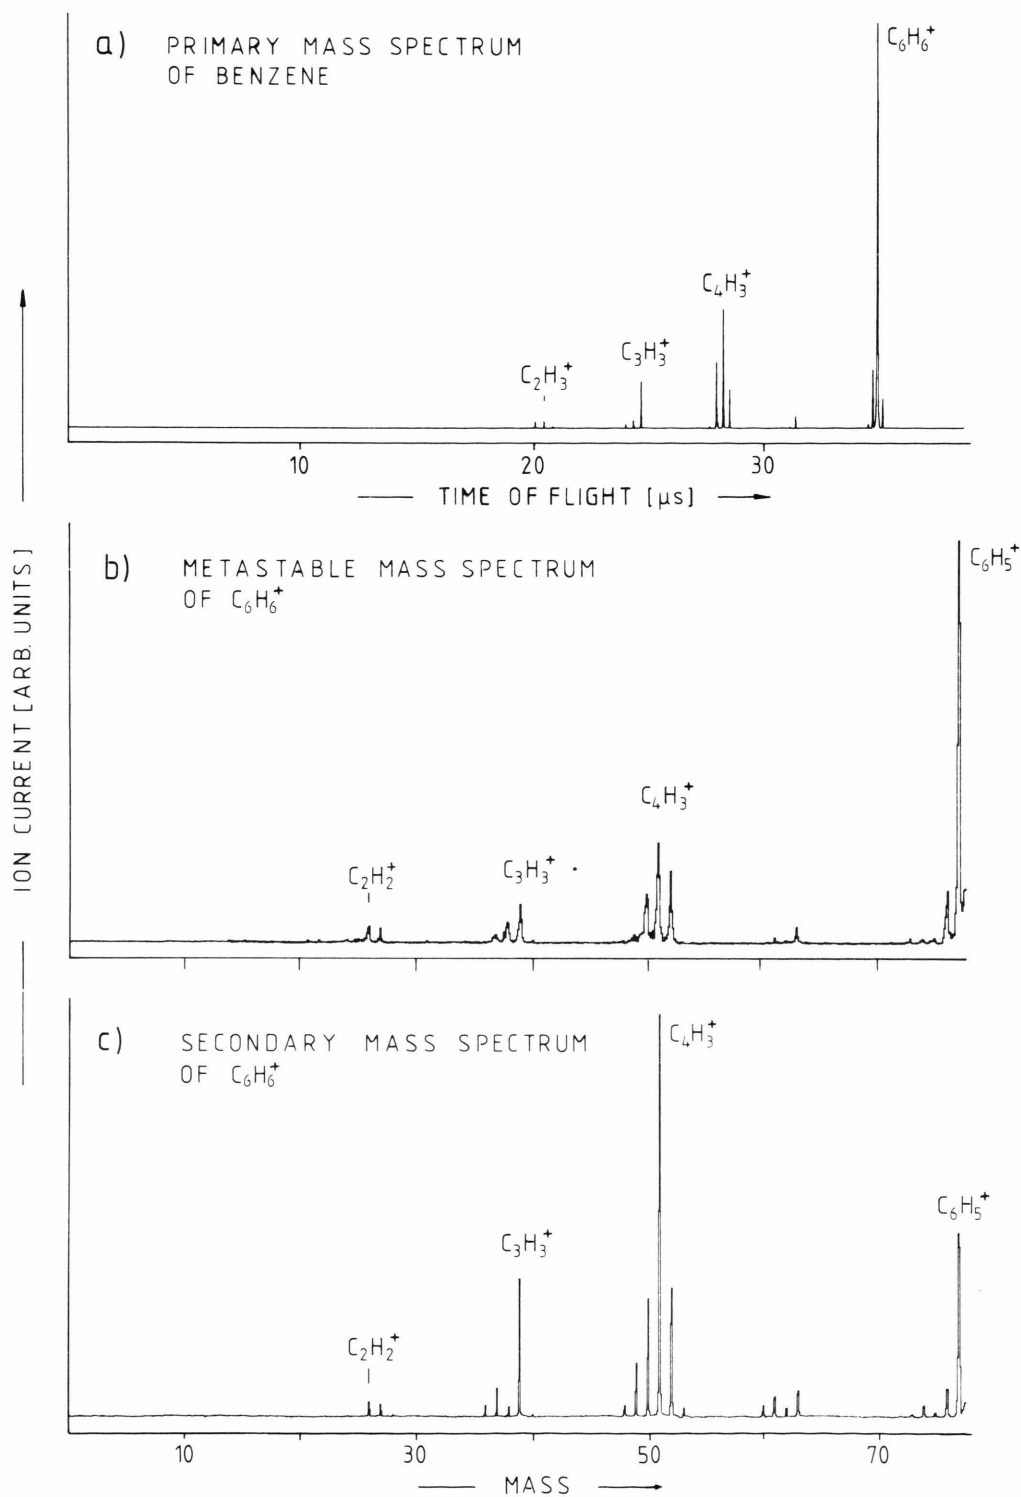 a) PRIMARY MASS SPECTRUM
OF BENZENE
C₆H₆⁺
C₄H₃⁺
C₃H₃⁺
C₂H₃⁺
10 20 30
TIME OF FLIGHT [μs]
ION CURRENT [ARB. UNITS]
b) METASTABLE MASS SPECTRUM
OF C₆H₆⁺
C₆H₅⁺
C₄H₃⁺
C₃H₃⁺
C₂H₂⁺
c) SECONDARY MASS SPECTRUM
OF C₆H₆⁺
C₄H₃⁺
C₆H₅⁺
C₃H₃⁺
C₂H₂⁺
10 30 50 70
MASS